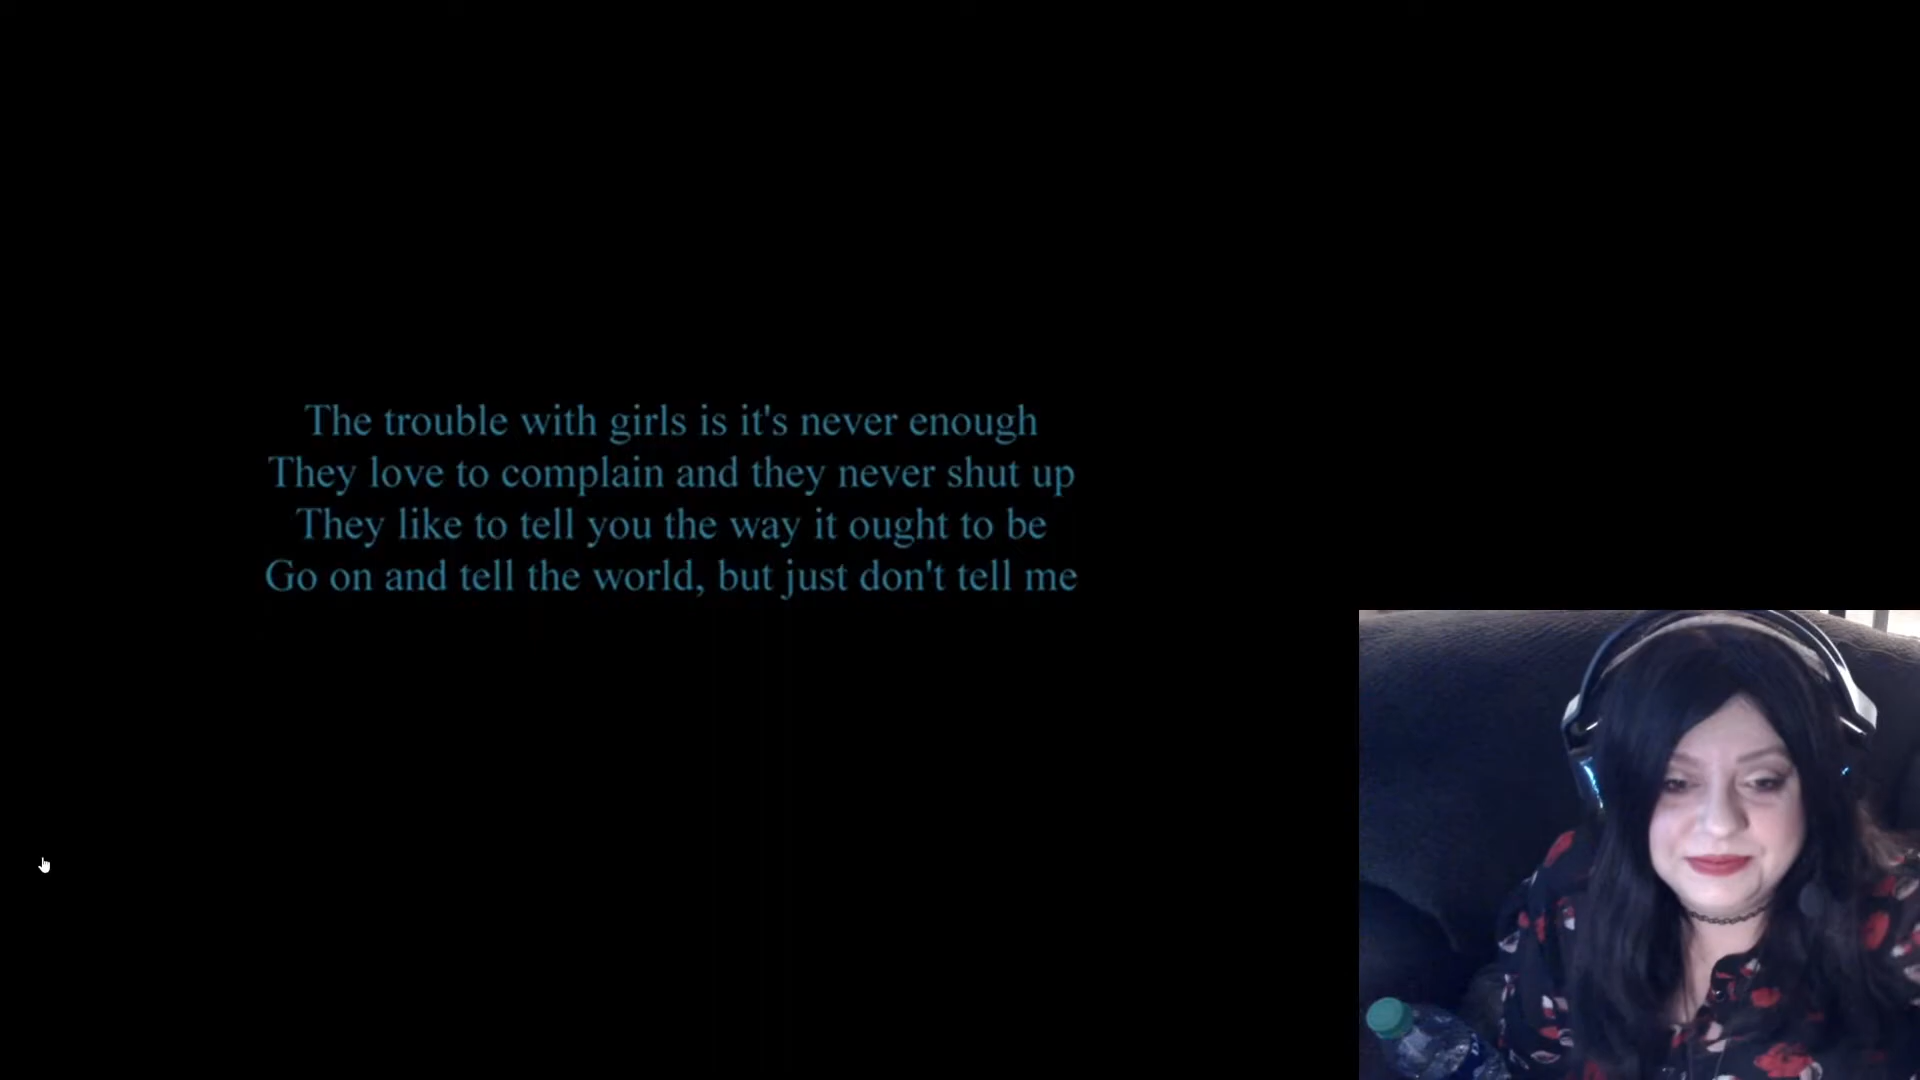 The trouble with girls is it's never enough
They love to complain and they never shut up
They like to tell you the way it ought to be
Go on and tell the world, but just don't tell me